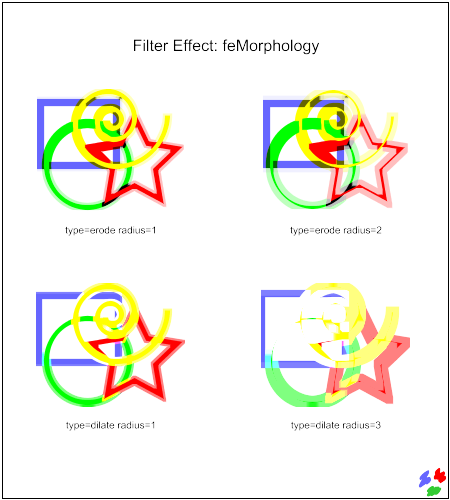 Filter Effect: feMorphology
type=erode radius=1
type=erode radius=2
type=dilate radius=1
type=dilate radius=3